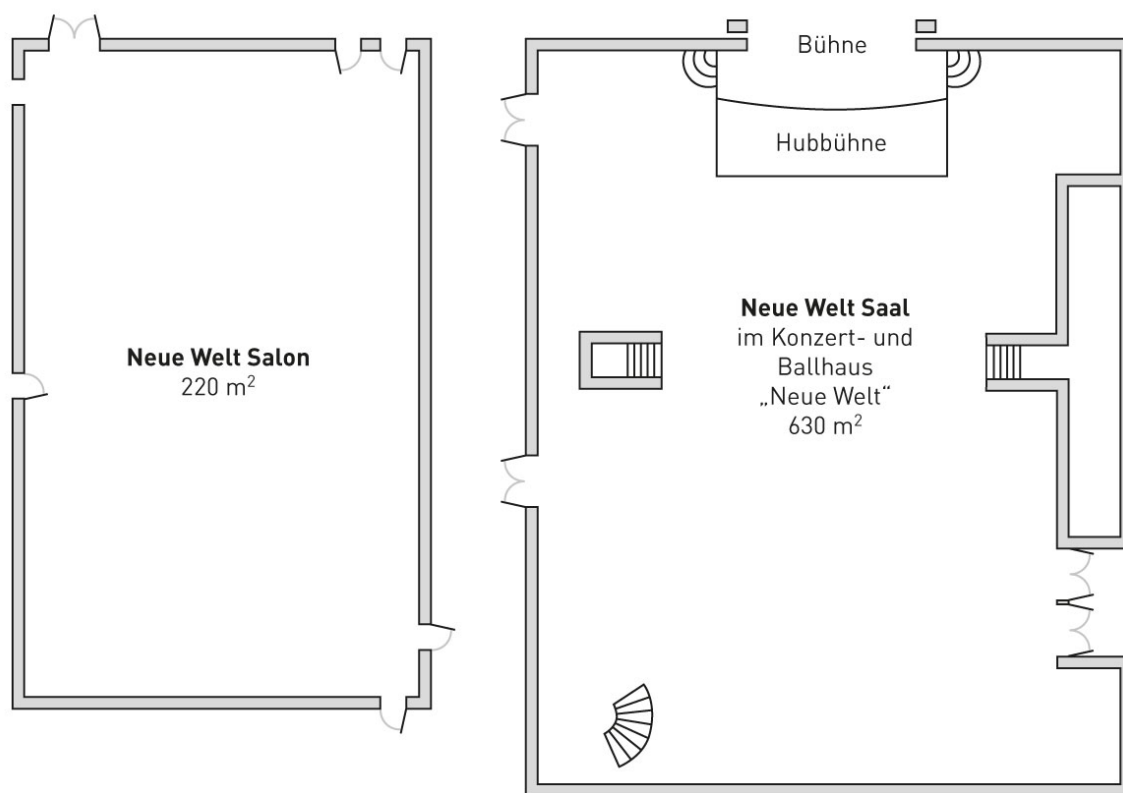 Neue Welt Salon
220 m²
Bühne
Hubbühne
Neue Welt Saal
im Konzert- und
Ballhaus
„Neue Welt“
630 m²